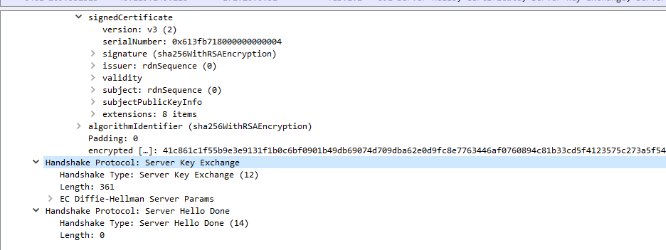 signedCertificate
version: v3 (2)
serialNumber: 0x613fb718000000000004
signature (sha256WithRSAEncryption)
issuer: rdnSequence (0)
validity
subject: rdnSequence (0)
subjectPublicKeyInfo
extensions: 8 items
algorithmIdentifier (sha256WithRSAEncryption)
Padding: 0
encrypted […]: 41c861c1f55b9e3e9131f1b0c6bf0901b49db69074d709dba62e0d9fc8e7763446af0760894c81b33cd5f4123575c273a5f54
Handshake Protocol: Server Key Exchange
Handshake Type: Server Key Exchange (12)
Length: 361
EC Diffie-Hellman Server Params
Handshake Protocol: Server Hello Done
Handshake Type: Server Hello Done (14)
Length: 0